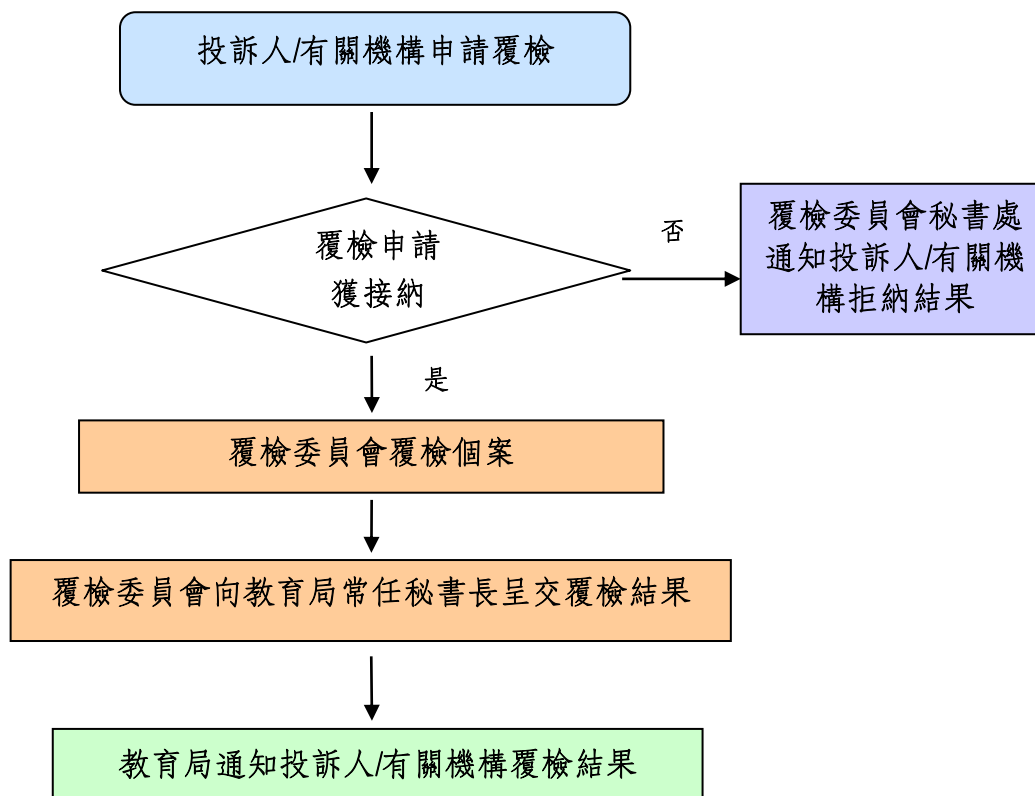 投訴人/有關機構申請覆檢
覆檢申請
獲接納
否
覆檢委員會秘書處
通知投訴人/有關機
構拒納結果
是
覆檢委員會覆檢個案
覆檢委員會向教育局常任秘書長呈交覆檢結果
教育局通知投訴人/有關機構覆檢結果